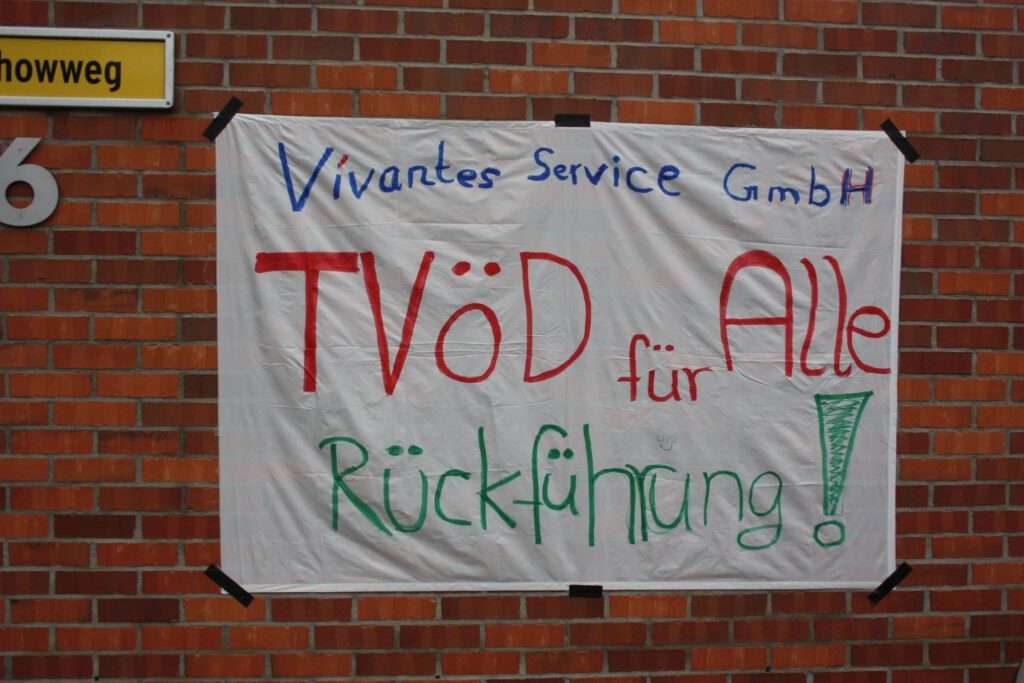 howweg
6
Vivantes Service GmbH
TVöD für Alle
Rückführung!